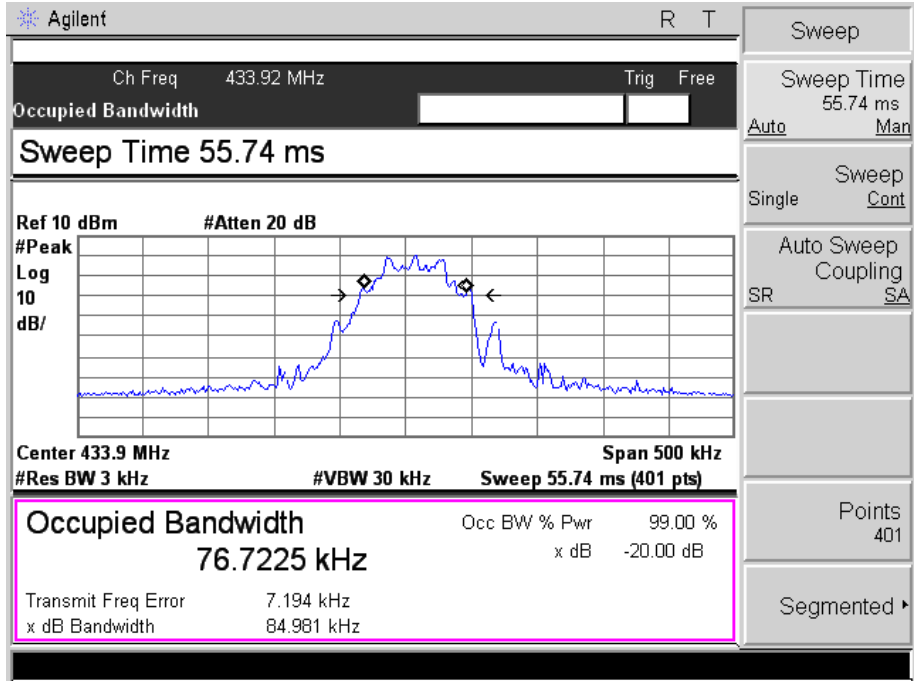 Agilent R T
Ch Freq 433.92 MHz Trig Free
Occupied Bandwidth
Sweep Time 55.74 ms
Ref 10 dBm #Atten 20 dB
#Peak
Log
10
dB/
Center 433.9 MHz Span 500 kHz
#Res BW 3 kHz #VBW 30 kHz Sweep 55.74 ms (401 pts)
Occupied Bandwidth Occ BW % Pwr 99.00 %
76.7225 kHz x dB -20.00 dB
Transmit Freq Error 7.194 kHz
x dB Bandwidth 84.981 kHz
Sweep
Sweep Time
55.74 ms
Auto Man
Sweep
Single Cont
Auto Sweep
Coupling
SR SA
Points
401
Segmented